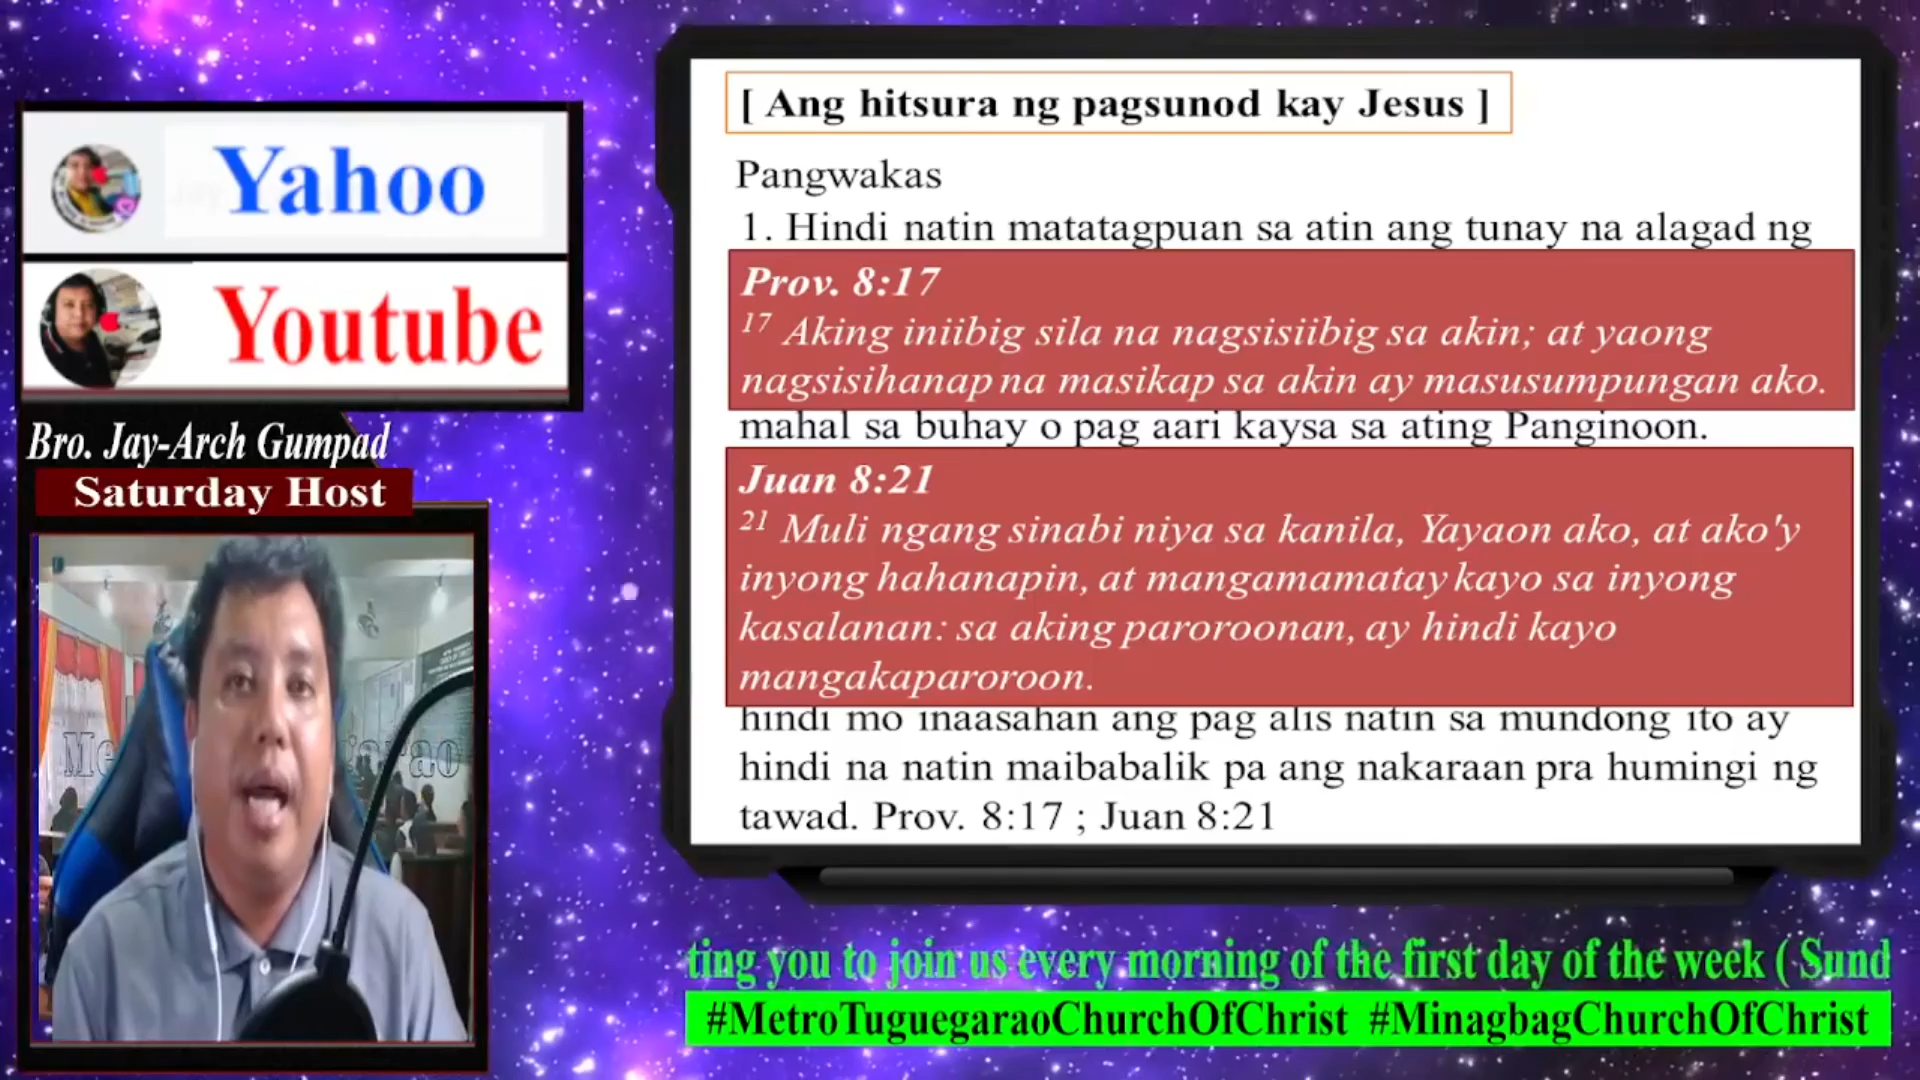 Yahoo
Youtube
Bro. Jay-Arch Gumpad
Saturday Host
[ Ang hitsura ng pagsunod kay Jesus ]
Pangwakas
1. Hindi natin matatagpuan sa atin ang tunay na alagad ng
Prov. 8:17
17 Aking iniibig sila na nagsisiibig sa akin; at yaong
nagsisihanap na masikap sa akin ay masusumpungan ako.
mahal sa buhay o pag aari kaysa sa ating Panginoon.
Juan 8:21
21 Muli ngang sinabi niya sa kanila, Yayaon ako, at ako'y
inyong hahanapin, at mangamamatay kayo sa inyong
kasalanan: sa aking paroroonan, ay hindi kayo
mangakaparoroon.
hindi mo inaasahan ang pag alis natin sa mundong ito ay
hindi na natin maibabalik pa ang nakaraan pra humingi ng
tawad. Prov. 8:17 ; Juan 8:21
ting you to join us every morning of the first day of the week ( Sund
#MetroTuguegaraoChurchOfChrist #MinagbagChurchOfChrist